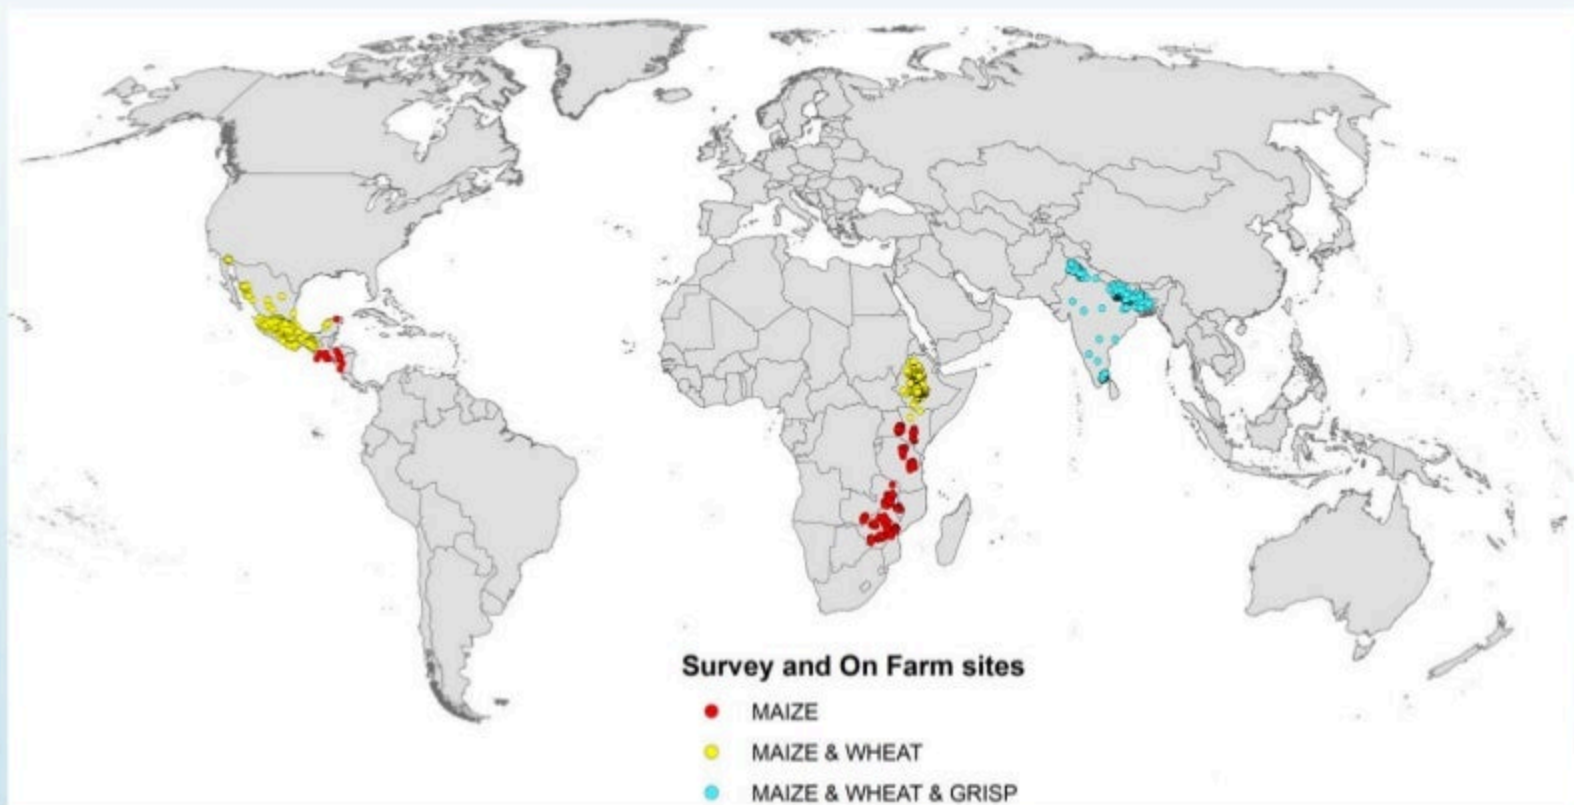 Survey and On Farm sites
MAIZE
MAIZE & WHEAT
MAIZE & WHEAT & GRISP